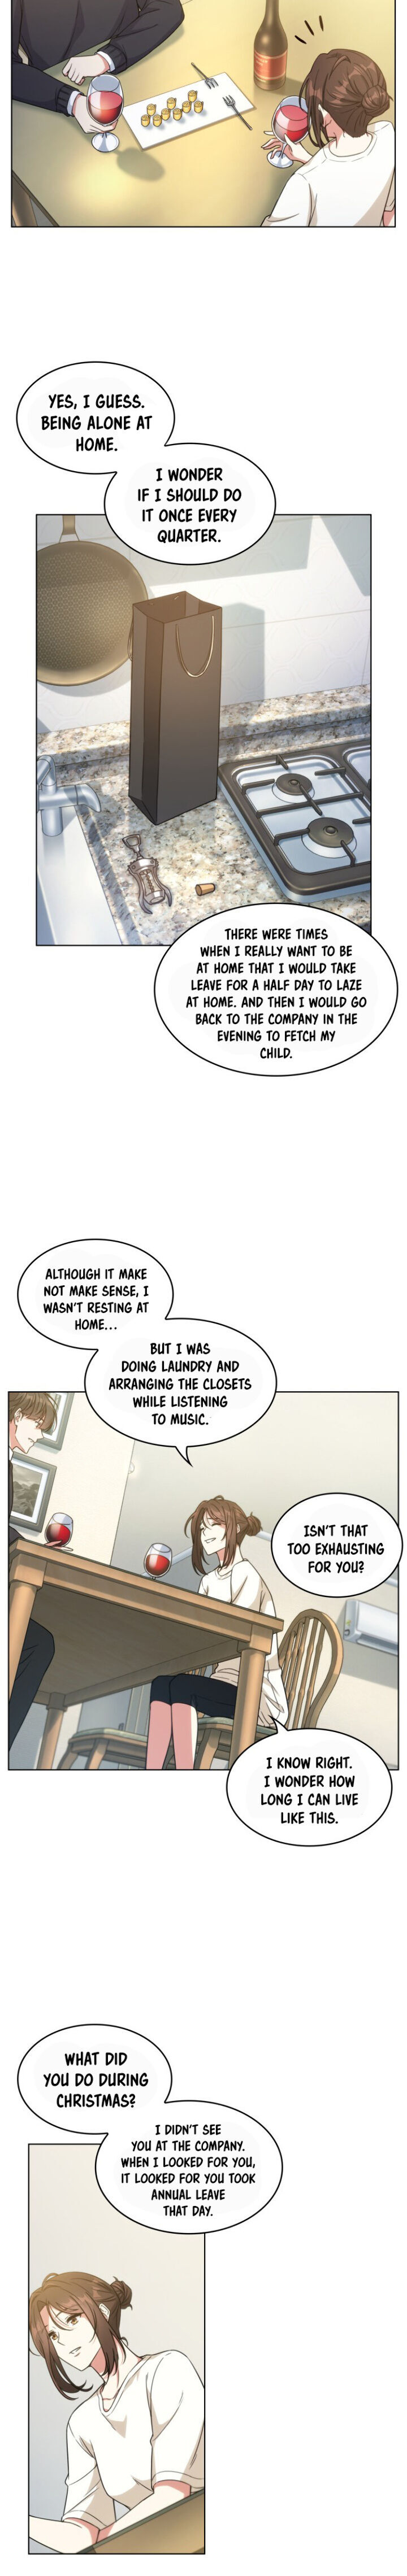 YES, I GUESS.
BEING ALONE AT
HOME.
I WONDER
IF I SHOULD DO
IT ONCE EVERY
QUARTER.
THERE WERE TIMES
WHEN I REALLY WANT TO BE
AT HOME THAT I WOULD TAKE
LEAVE FOR A HALF DAY TO LAZE
AT HOME. AND THEN I WOULD GO
BACK TO THE COMPANY IN THE
EVENING TO FETCH MY
CHILD.
ALTHOUGH IT MAKE
NOT MAKE SENSE, I
WASN'T RESTING AT
HOME...
BUT I WAS
DOING LAUNDRY AND
ARRANGING THE CLOSETS
WHILE LISTENING
TO MUSIC.
ISN'T THAT
TOO EXHAUSTING
FOR YOU?
I KNOW RIGHT.
I WONDER HOW
LONG I CAN LIVE
LIKE THIS.
WHAT DID
YOU DO DURING
CHRISTMAS?
I DIDN'T SEE
YOU AT THE COMPANY.
WHEN I LOOKED FOR YOU,
IT LOOKED FOR YOU TOOK
ANNUAL LEAVE
THAT DAY.